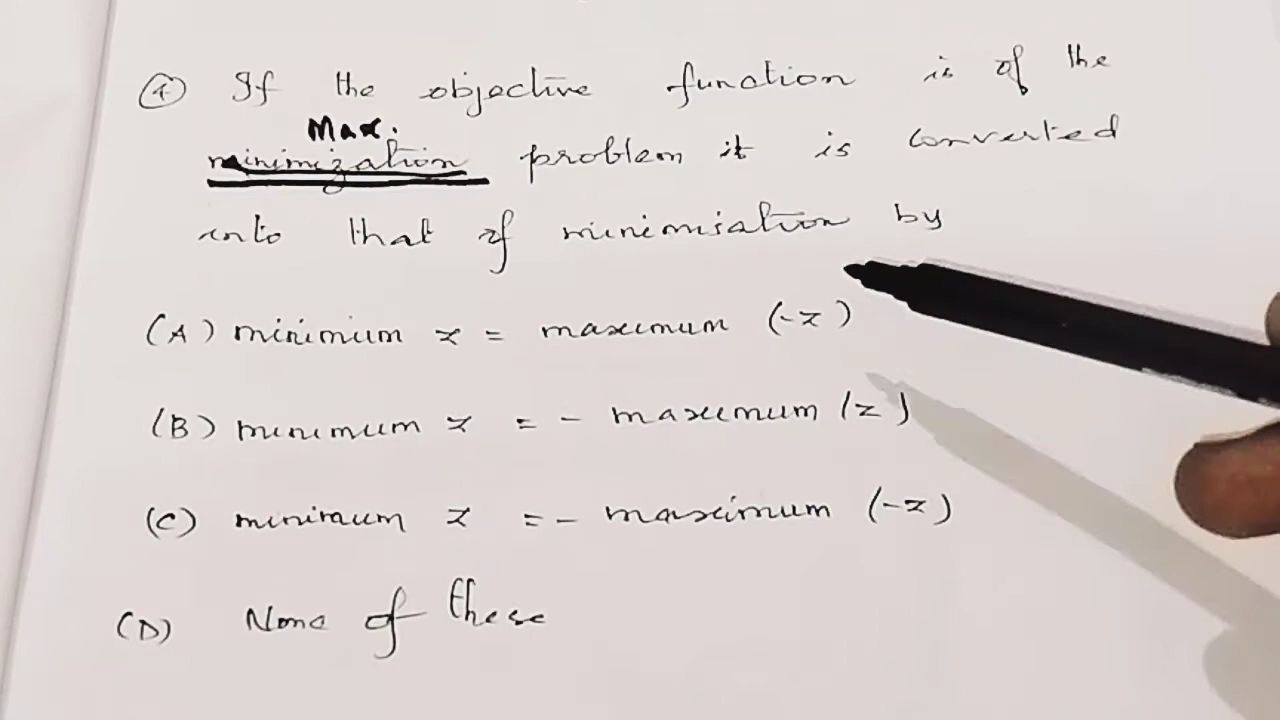 ④ If the objective function is of the
Max.
minimization problem it is converted
into that of minimisation by
(A) minimum z = maximum (-z)
(B) minimum z = - maximum (z)
(C) minimum z = - maximum (-z)
(D) None of these